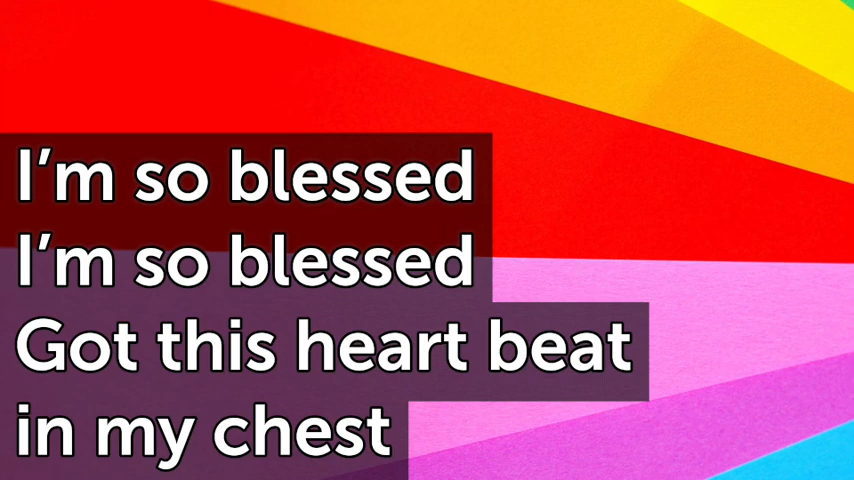 I’m so blessed
I’m so blessed
Got this heart beat
in my chest